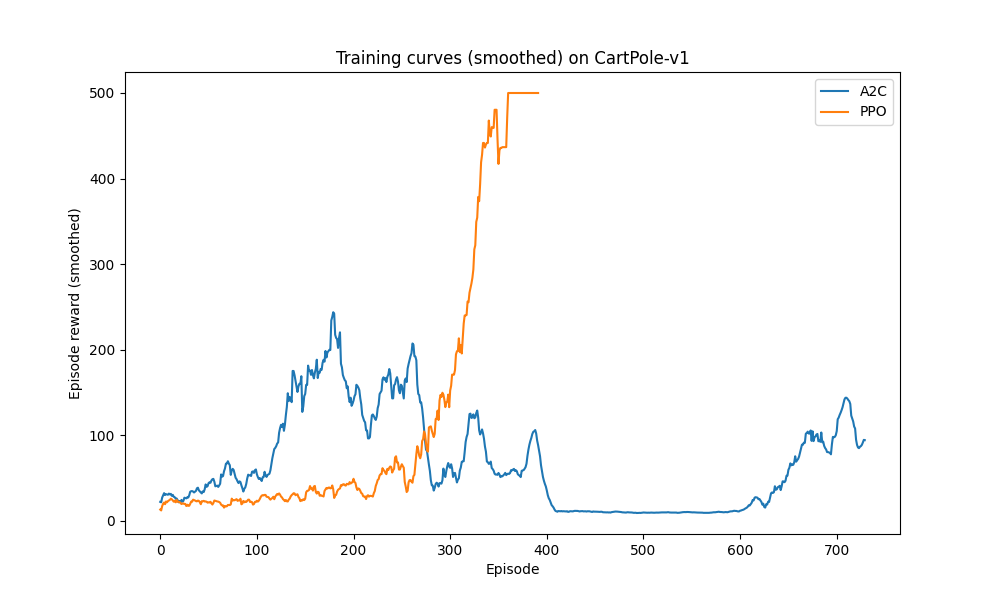 Training curves (smoothed) on CartPole-v1
A2C
PPO
Episode reward (smoothed)
500
400
300
200
100
0
0 100 200 300 400 500 600 700
Episode